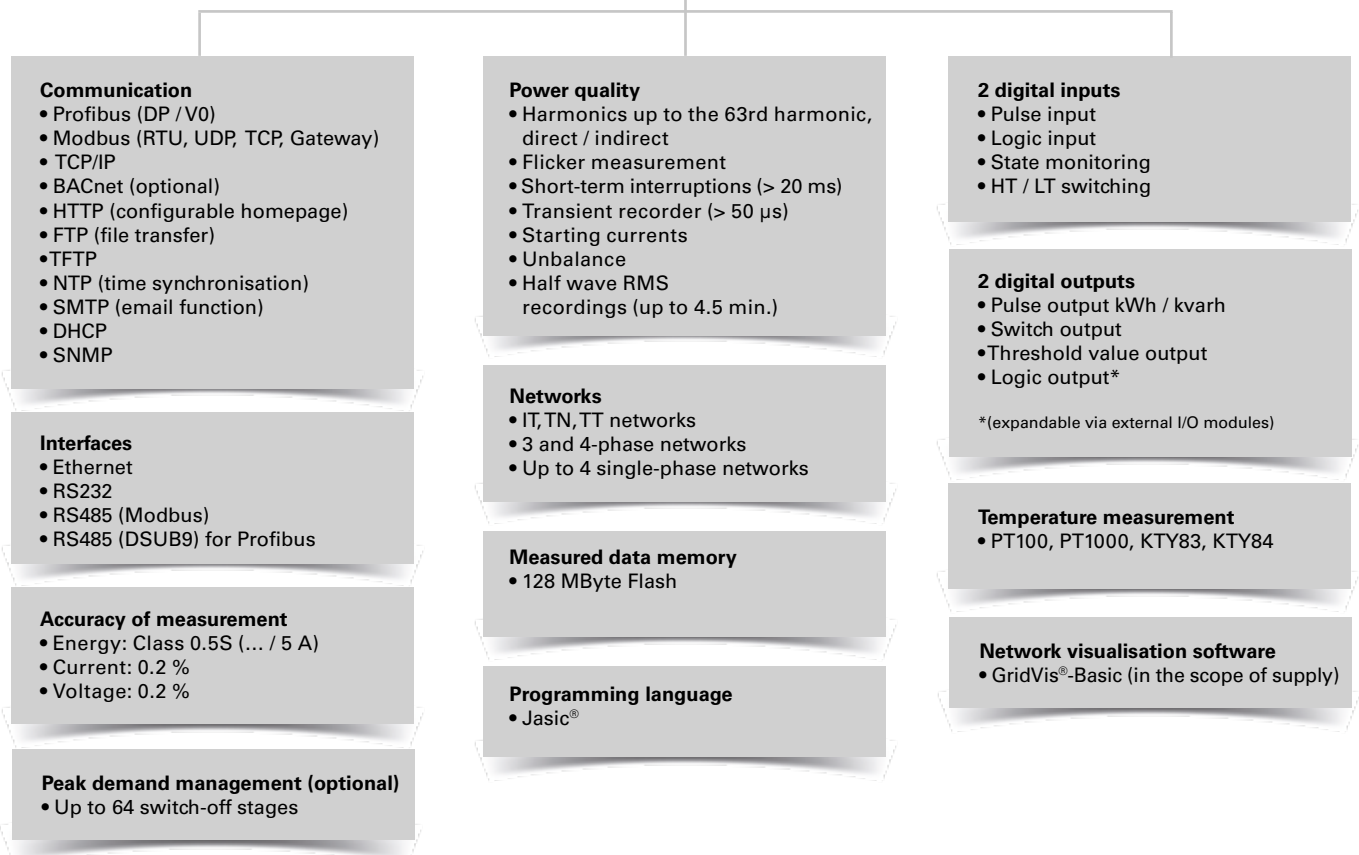 Communication
• Profibus (DP / V0)
• Modbus (RTU, UDP, TCP, Gateway)
• TCP/IP
• BACnet (optional)
• HTTP (configurable homepage)
• FTP (file transfer)
•TFTP
• NTP (time synchronisation)
• SMTP (email function)
• DHCP
• SNMP
Interfaces
• Ethernet
• RS232
• RS485 (Modbus)
• RS485 (DSUB9) for Profibus
Accuracy of measurement
• Energy: Class 0.5S (… / 5 A)
• Current: 0.2 %
• Voltage: 0.2 %
Peak demand management (optional)
• Up to 64 switch-off stages
Power quality
• Harmonics up to the 63rd harmonic,
direct / indirect
• Flicker measurement
• Short-term interruptions (> 20 ms)
• Transient recorder (> 50 µs)
• Starting currents
• Unbalance
• Half wave RMS
recordings (up to 4.5 min.)
Networks
• IT, TN, TT networks
• 3 and 4-phase networks
• Up to 4 single-phase networks
Measured data memory
• 128 MByte Flash
Programming language
• Jasic®
2 digital inputs
• Pulse input
• Logic input
• State monitoring
• HT / LT switching
2 digital outputs
• Pulse output kWh / kvarh
• Switch output
•Threshold value output
• Logic output*
*(expandable via external I/O modules)
Temperature measurement
• PT100, PT1000, KTY83, KTY84
Network visualisation software
• GridVis®-Basic (in the scope of supply)